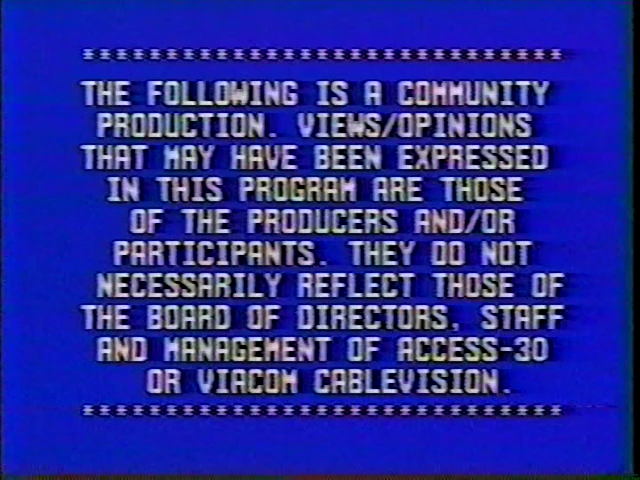 ******************************
THE FOLLOWING IS A COMMUNITY
PRODUCTION. VIEWS/OPINIONS
THAT MAY HAVE BEEN EXPRESSED
IN THIS PROGRAM ARE THOSE
OF THE PRODUCERS AND/OR
PARTICIPANTS. THEY DO NOT
NECESSARILY REFLECT THOSE OF
THE BOARD OF DIRECTORS, STAFF
AND MANAGEMENT OF ACCESS-30
OR VIACOM CABLEVISION.
******************************